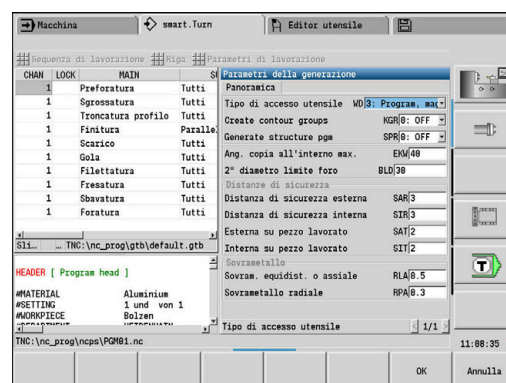 Macchina
smart.Turn
Editor utensile
Sequenza di lavorazione Riga Parametri di lavorazione
CHAN LOCK MAIN
1 Preforatura Tutti
1 Sgrossatura Tutti
1 Troncatura profilo Tutti
1 Finitura Paralle
1 Scarico Tutti
1 Gola Tutti
1 Filettatura Tutti
1 Fresatura Tutti
1 Sbavatura Tutti
1 Foratura Tutti
Sli… … TNC:\nc_prog\gtb\default.gtb
HEADER [ Program head ]
#MATERIAL Aluminium
#SETTING 1 und von 1
#WORKPIECE Bolzen
Parametri della generazione
Panoramica
Tipo di accesso utensile WD 3: Program, mac
Create contour groups KGR 0: OFF
Generate structure pgm SPR 0: OFF
Ang. copia all'interno max. EKW 40
2° diametro limite foro BLD 30
Distanze di sicurezza
Distanza di sicurezza esterna SAR 3
Distanza di sicurezza interna SIR 3
Esterna su pezzo lavorato SAT 2
Interna su pezzo lavorato SIT 2
Sovrametallo
Sovram. equidist. o assiale RLA 0.5
Sovrametallo radiale RPA 0.3
Tipo di accesso utensile 1/1
TNC:\nc_prog\ncps\PGM01.nc
T
11:08:35
OK
Annulla